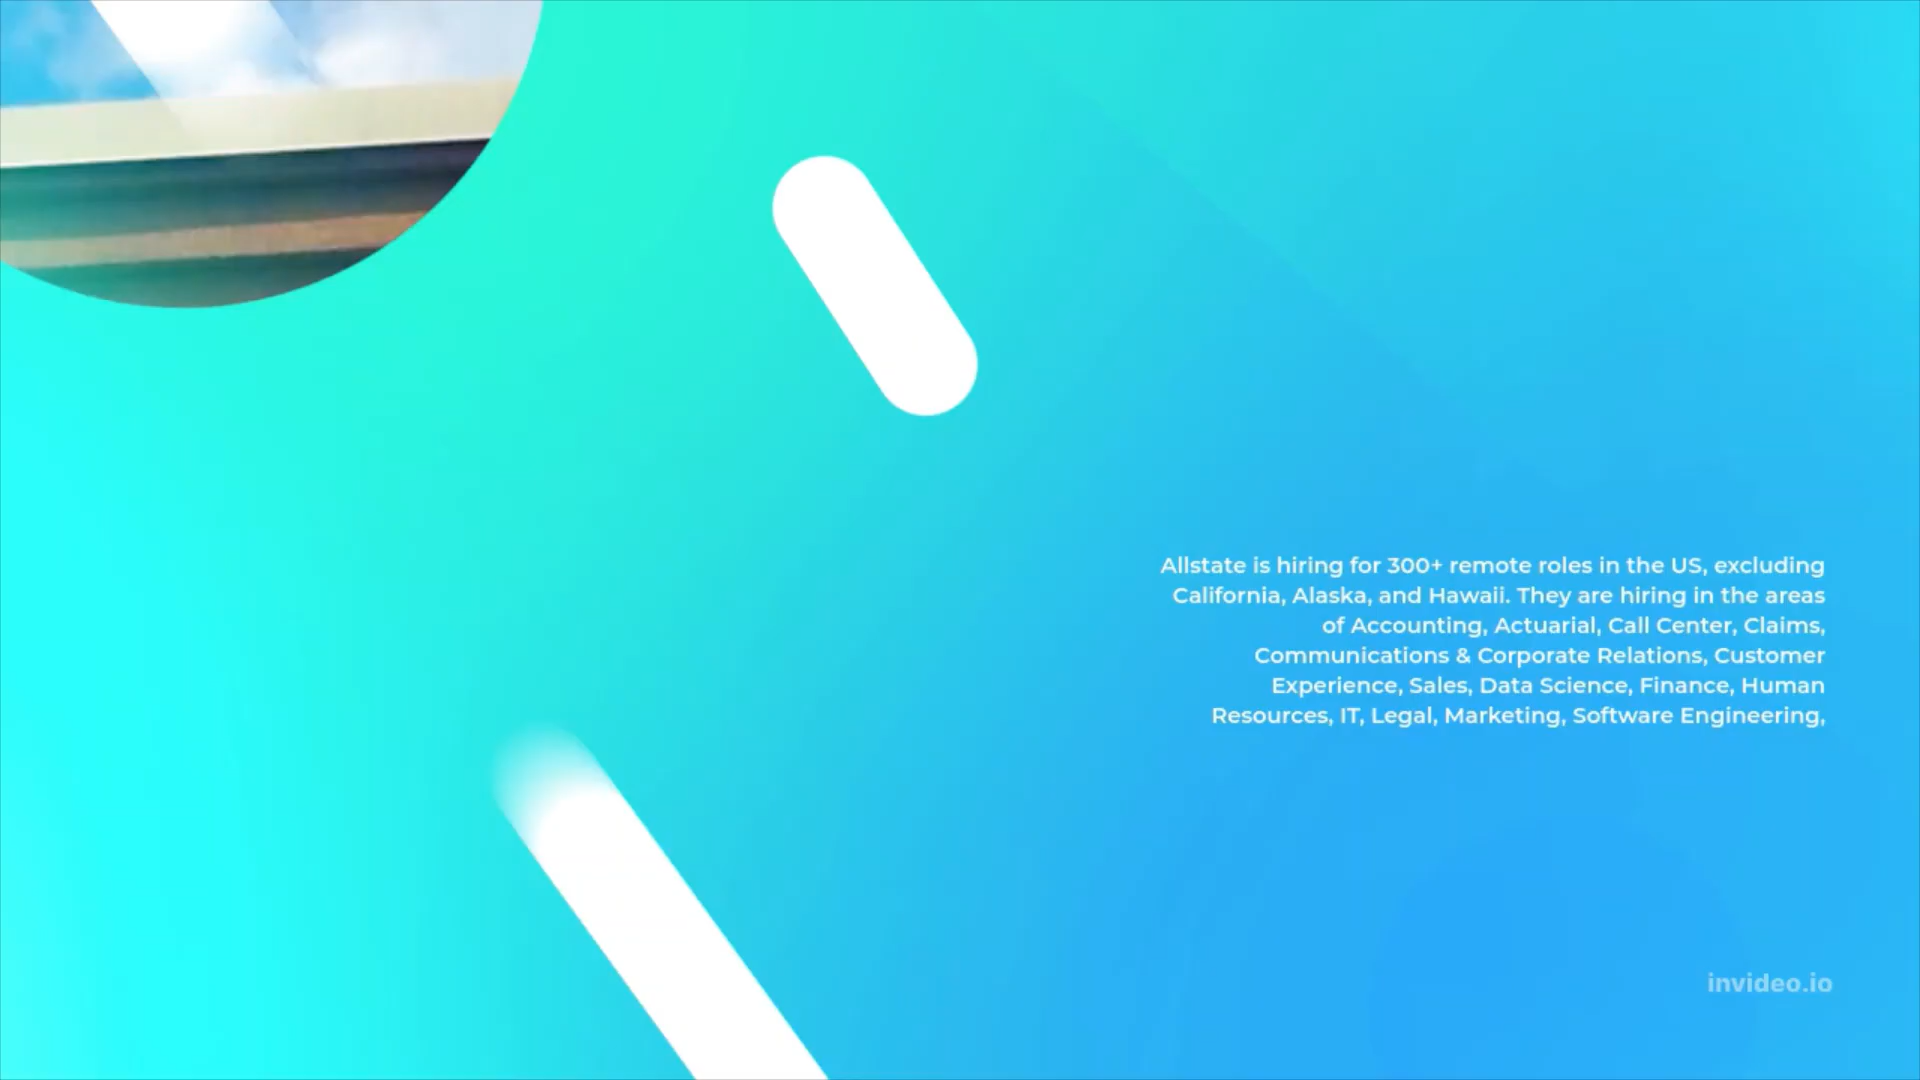 Allstate is hiring for 300+ remote roles in the US, excluding
California, Alaska, and Hawaii. They are hiring in the areas
of Accounting, Actuarial, Call Center, Claims,
Communications & Corporate Relations, Customer
Experience, Sales, Data Science, Finance, Human
Resources, IT, Legal, Marketing, Software Engineering,
invideo.io